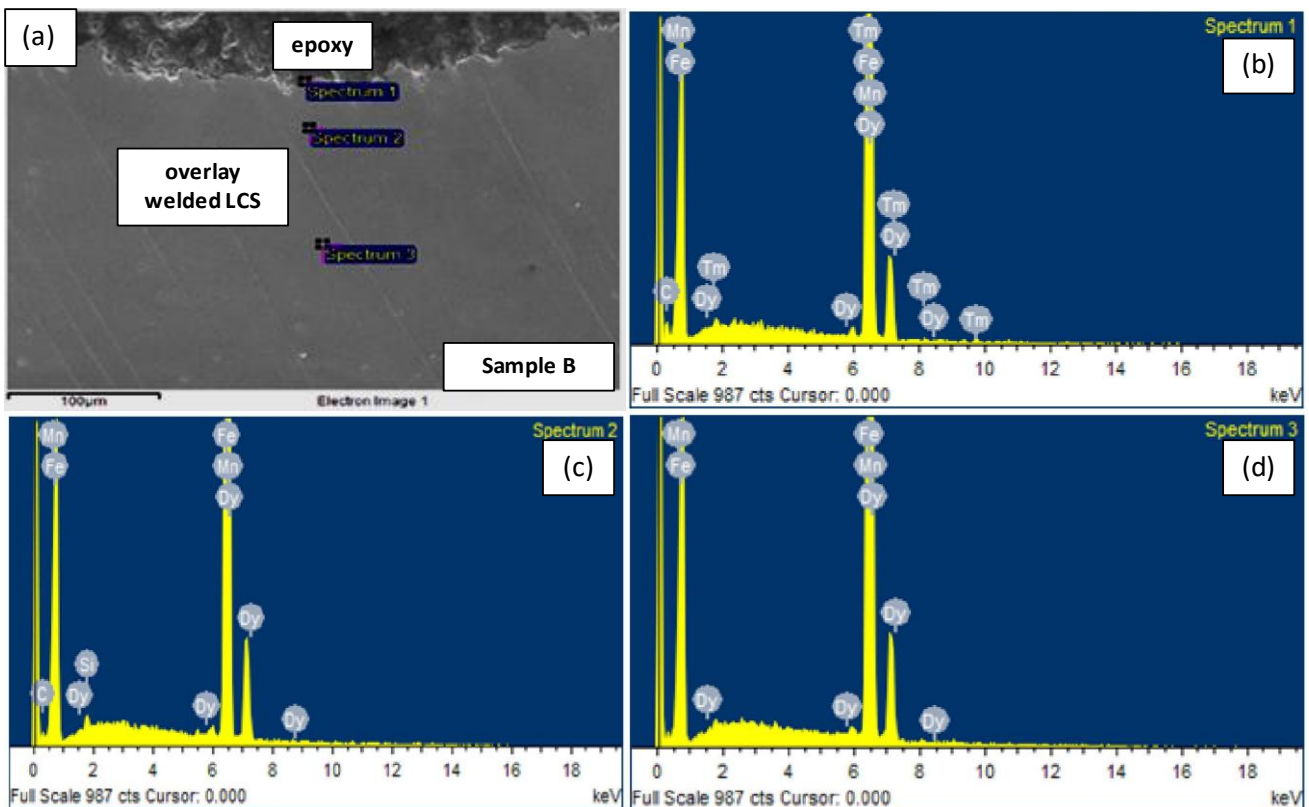 (a)
epoxy
Spectrum 1
Spectrum 2
overlay
welded LCS
Spectrum 3
Sample B
100µm
Electron Image 1
Spectrum 1
(b)
Mn
Fe
Tm
Fe
Mn
Dy
Tm
Dy
C
Dy
Tm
Dy
Tm
Dy
Tm
0 2 4 6 8 10 12 14 16 18
Full Scale 987 cts Cursor: 0.000
keV
Spectrum 2
(c)
Mn
Fe
Fe
Mn
Dy
Dy
C
Dy
Si
Dy
Dy
0 2 4 6 8 10 12 14 16 18
Full Scale 987 cts Cursor: 0.000
keV
Spectrum 3
(d)
Mn
Fe
Fe
Mn
Dy
Dy
Dy
Dy
Dy
0 2 4 6 8 10 12 14 16 18
Full Scale 987 cts Cursor: 0.000
keV